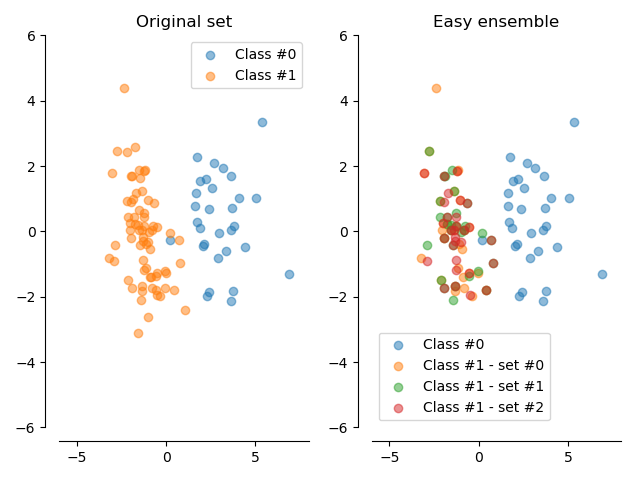 Original set
6
4
2
0
−2
−4
−6
−5
0
5
Class #0
Class #1
Easy ensemble
6
4
2
0
−2
−4
−6
−5
0
5
Class #0
Class #1 - set #0
Class #1 - set #1
Class #1 - set #2